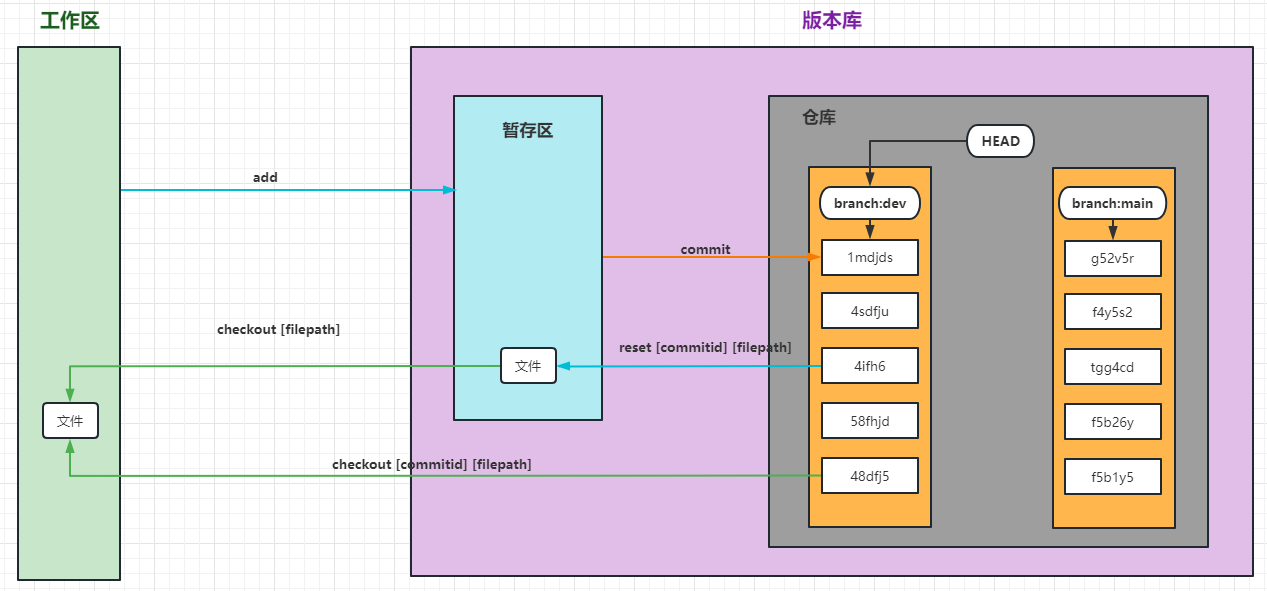 工作区
版本库
暂存区
仓库
HEAD
add
branch:dev
branch:main
commit
1mdjds
g52v5r
4sdfju
f4y5s2
checkout [filepath]
reset [commitid] [filepath]
文件
4ifh6
tgg4cd
文件
58fhjd
f5b26y
checkout [commitid] [filepath]
48dfj5
f5b1y5